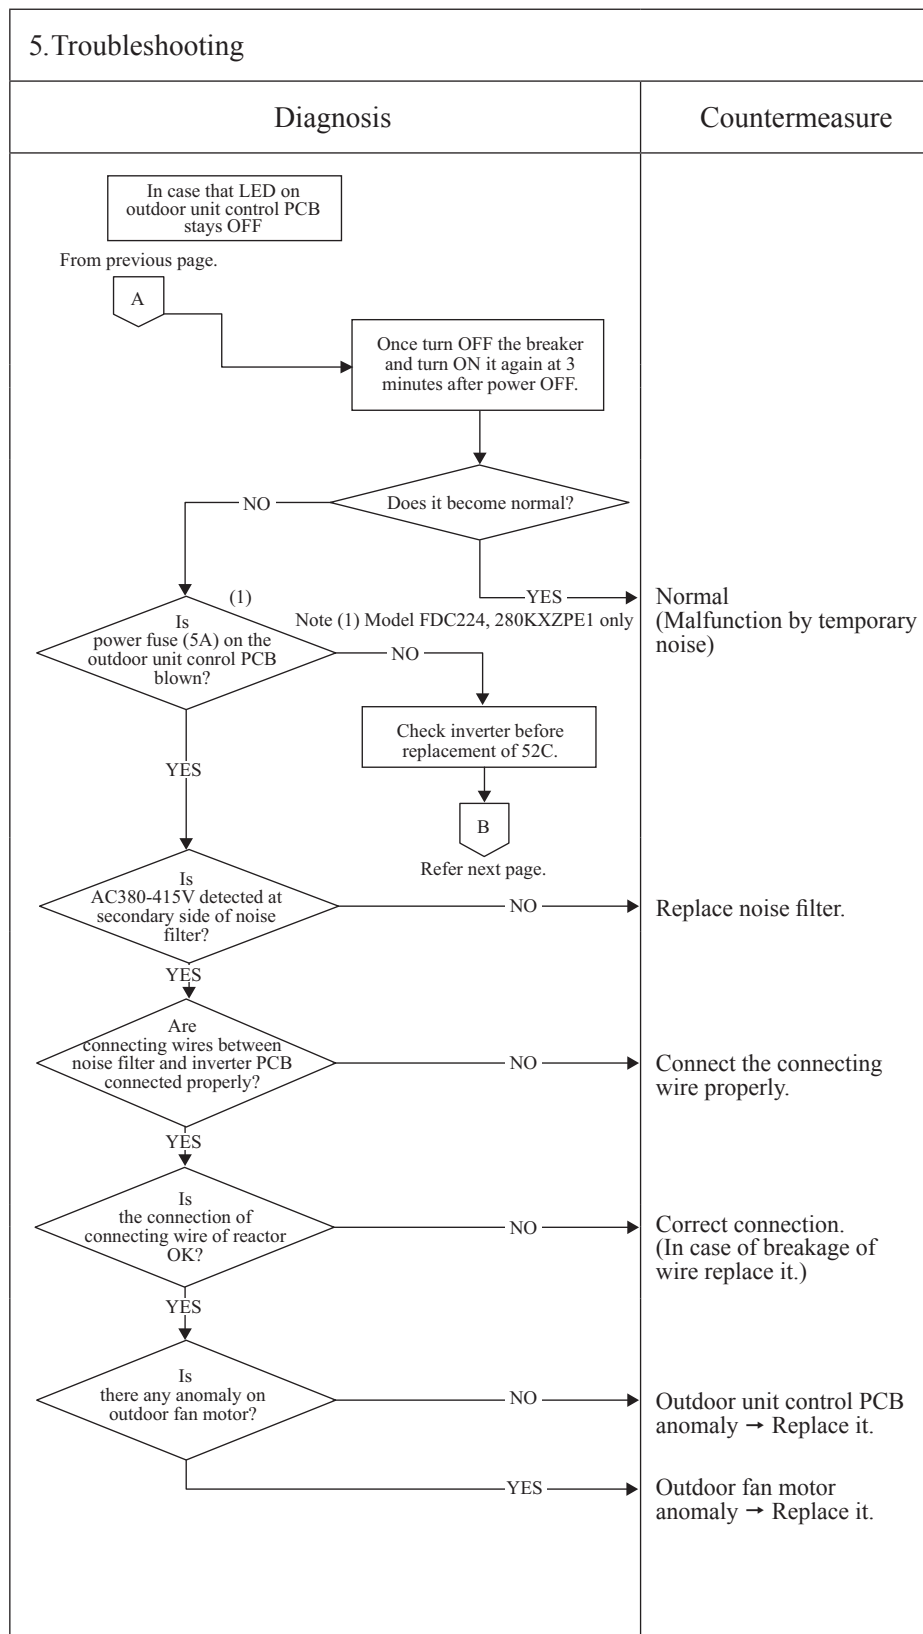 5.Troubleshooting
Diagnosis
Countermeasure
In case that LED on
outdoor unit control PCB
stays OFF
From previous page.
A
Once turn OFF the breaker
and turn ON it again at 3
minutes after power OFF.
Does it become normal?
NO
YES
Normal
(Malfunction by temporary
noise)
(1)
Note (1) Model FDC224, 280KXZPE1 only
Is
power fuse (5A) on the
outdoor unit conrol PCB
blown?
NO
Check inverter before
replacement of 52C.
YES
B
Refer next page.
Is
AC380-415V detected at
secondary side of noise
filter?
NO
Replace noise filter.
YES
Are
connecting wires between
noise filter and inverter PCB
connected properly?
NO
Connect the connecting
wire properly.
YES
Is
the connection of
connecting wire of reactor
OK?
NO
Correct connection.
(In case of breakage of
wire replace it.)
YES
Is
there any anomaly on
outdoor fan motor?
NO
Outdoor unit control PCB
anomaly → Replace it.
YES
Outdoor fan motor
anomaly → Replace it.